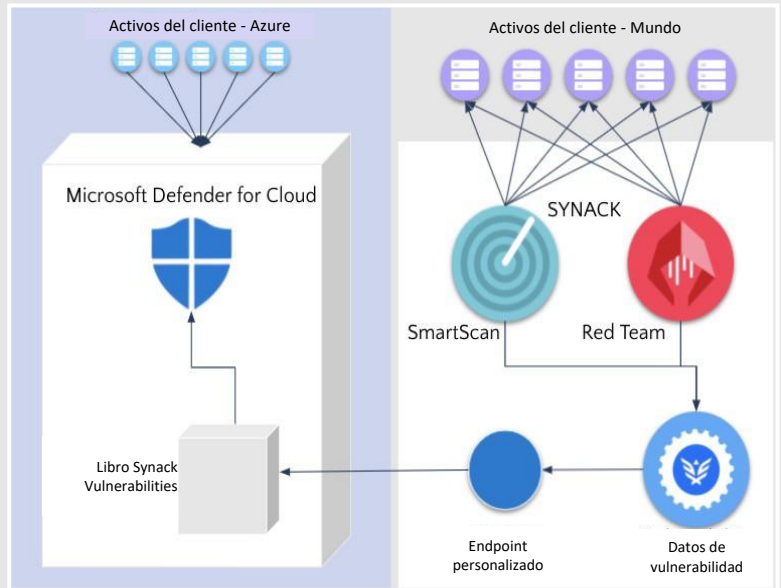 Activos del cliente - Azure
Activos del cliente - Mundo
Microsoft Defender for Cloud
SYNACK
SmartScan
Red Team
Libro Synack
Vulnerabilities
Endpoint
personalizado
Datos de
vulnerabilidad